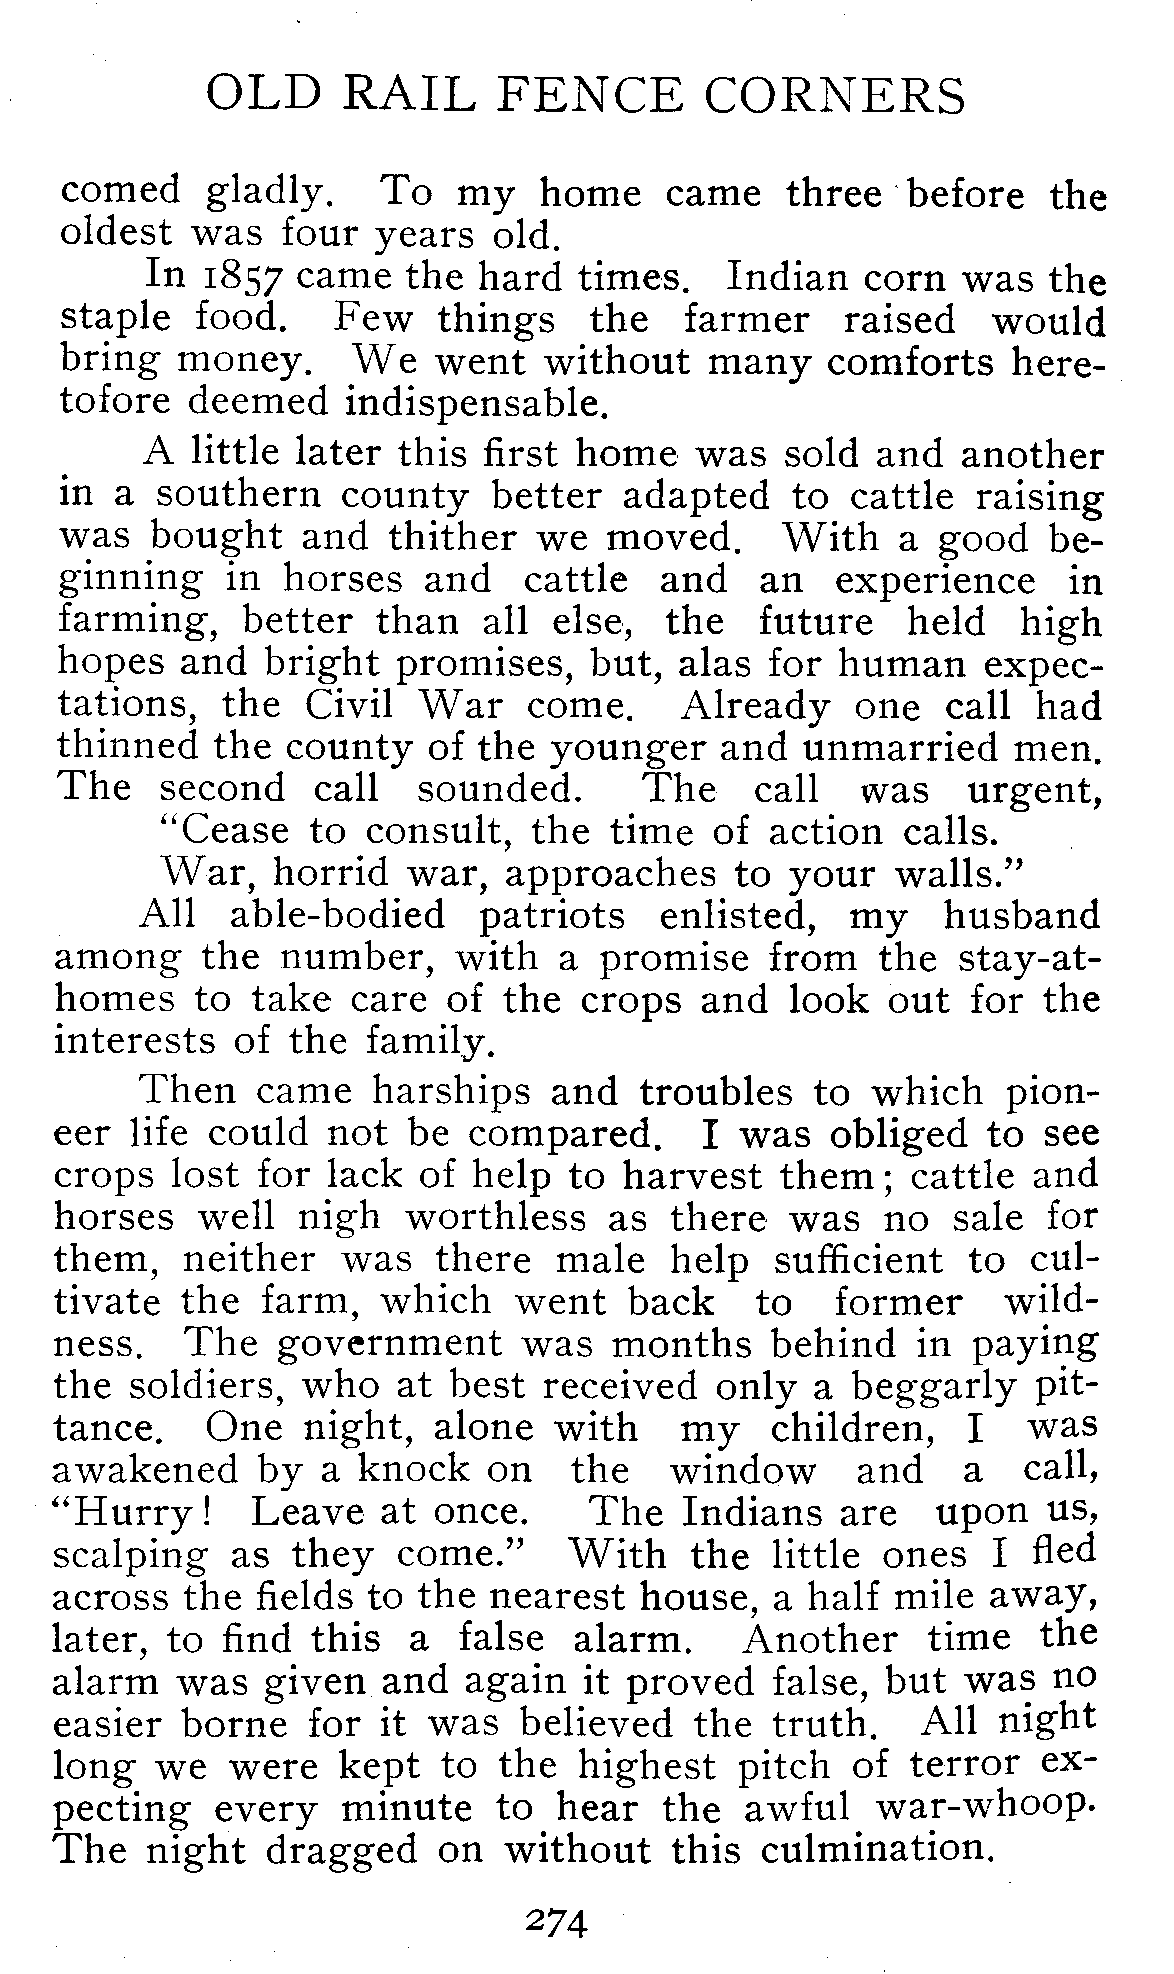 OLD RAIL FENCE CORNERS
comed gladly. To my home came three before the
oldest was four years old.
In 1857 came the hard times. Indian corn was the
staple food. Few things the farmer raised would
bring money. We went without many comforts here-
tofore deemed indispensable.
A little later this first home was sold and another
in a southern county better adapted to cattle raising
was bought and thither we moved. With a good be-
ginning in horses and cattle and an experience in
farming, better than all else, the future held high
hopes and bright promises, but, alas for human expec-
tations, the Civil War come. Already one call had
thinned the county of the younger and unmarried men.
The second call sounded. The call was urgent,
"Cease to consult, the time of action calls.
War, horrid war, approaches to your walls."
All able-bodied patriots enlisted, my husband
among the number, with a promise from the stay-at-
homes to take care of the crops and look out for the
interests of the family.
Then came harships and troubles to which pion-
eer life could not be compared. I was obliged to see
crops lost for lack of help to harvest them; cattle and
horses well nigh worthless as there was no sale for
them, neither was there male help sufficient to cul-
tivate the farm, which went back to former wild-
ness. The government was months behind in paying
the soldiers, who at best received only a beggarly pit-
tance. One night, alone with my children, I was
awakened by a knock on the window and a call,
"Hurry! Leave at once. The Indians are upon us,
scalping as they come." With the little ones I fled
across the fields to the nearest house, a half mile away,
later, to find this a false alarm. Another time the
alarm was given and again it proved false, but was no
easier borne for it was believed the truth. All night
long we were kept to the highest pitch of terror ex-
pecting every minute to hear the awful war-whoop.
The night dragged on without this culmination.
274